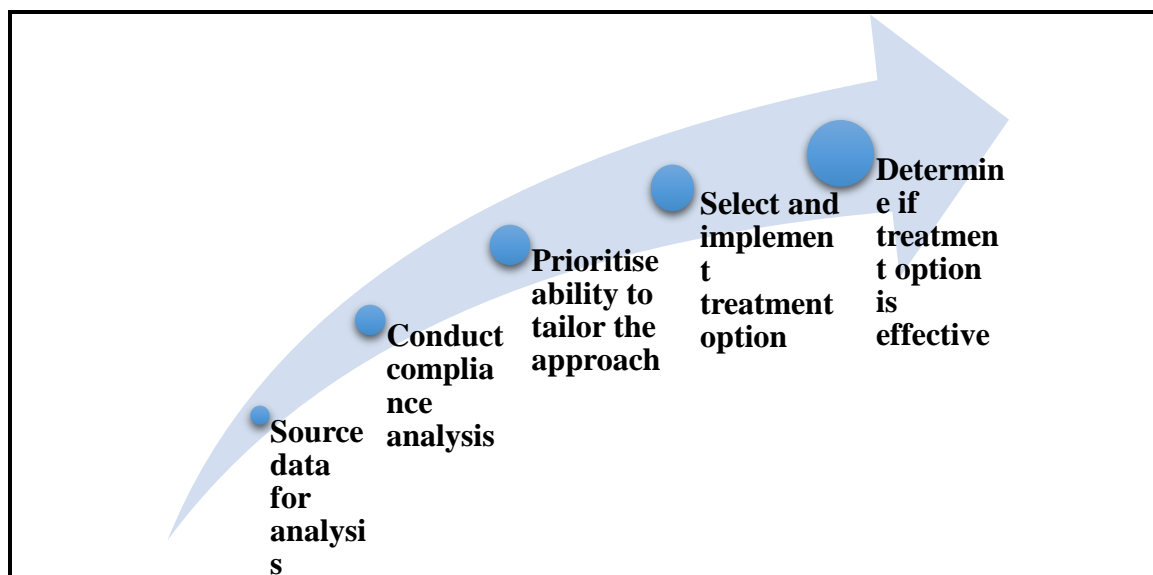 Source
data
for
analysi
s
Conduct
complia
nce
analysis
Prioritise
ability to
tailor the
approach
Select and
implemen
t
treatment
option
Determin
e if
treatmen
t option
is
effective